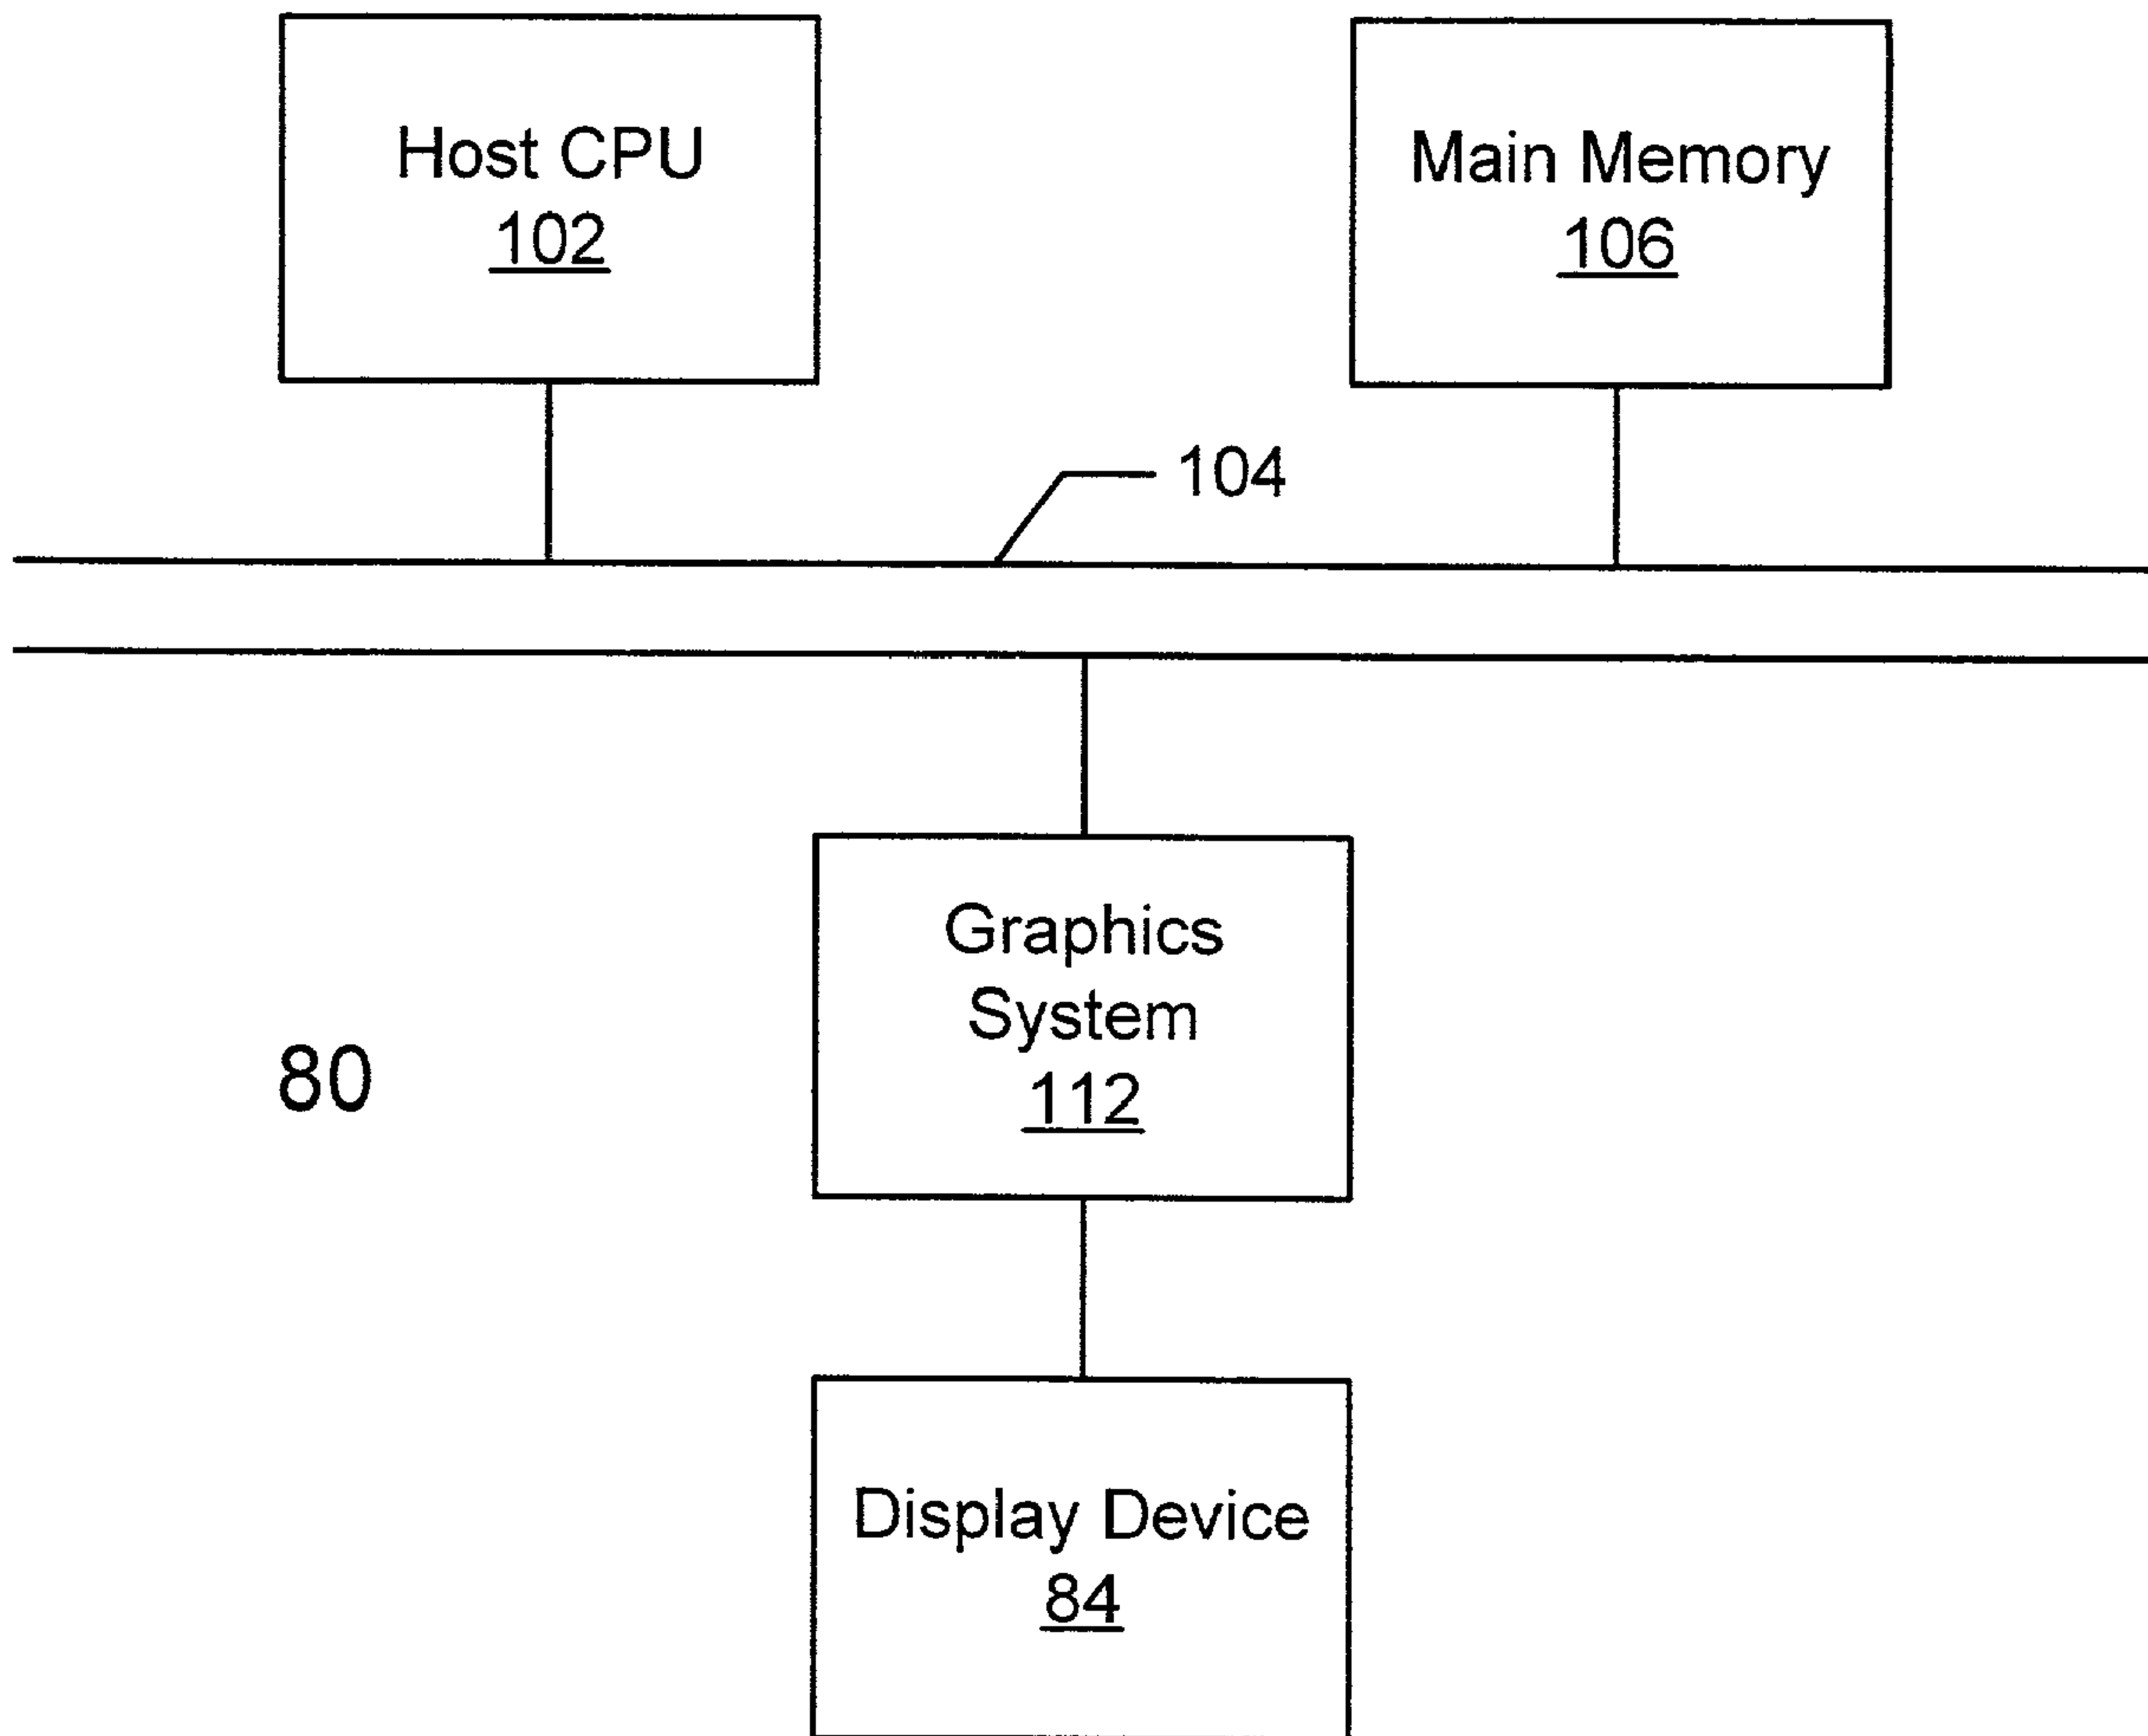 Host CPU
102
Main Memory
106
104
Graphics
System
112
80
Display Device
84